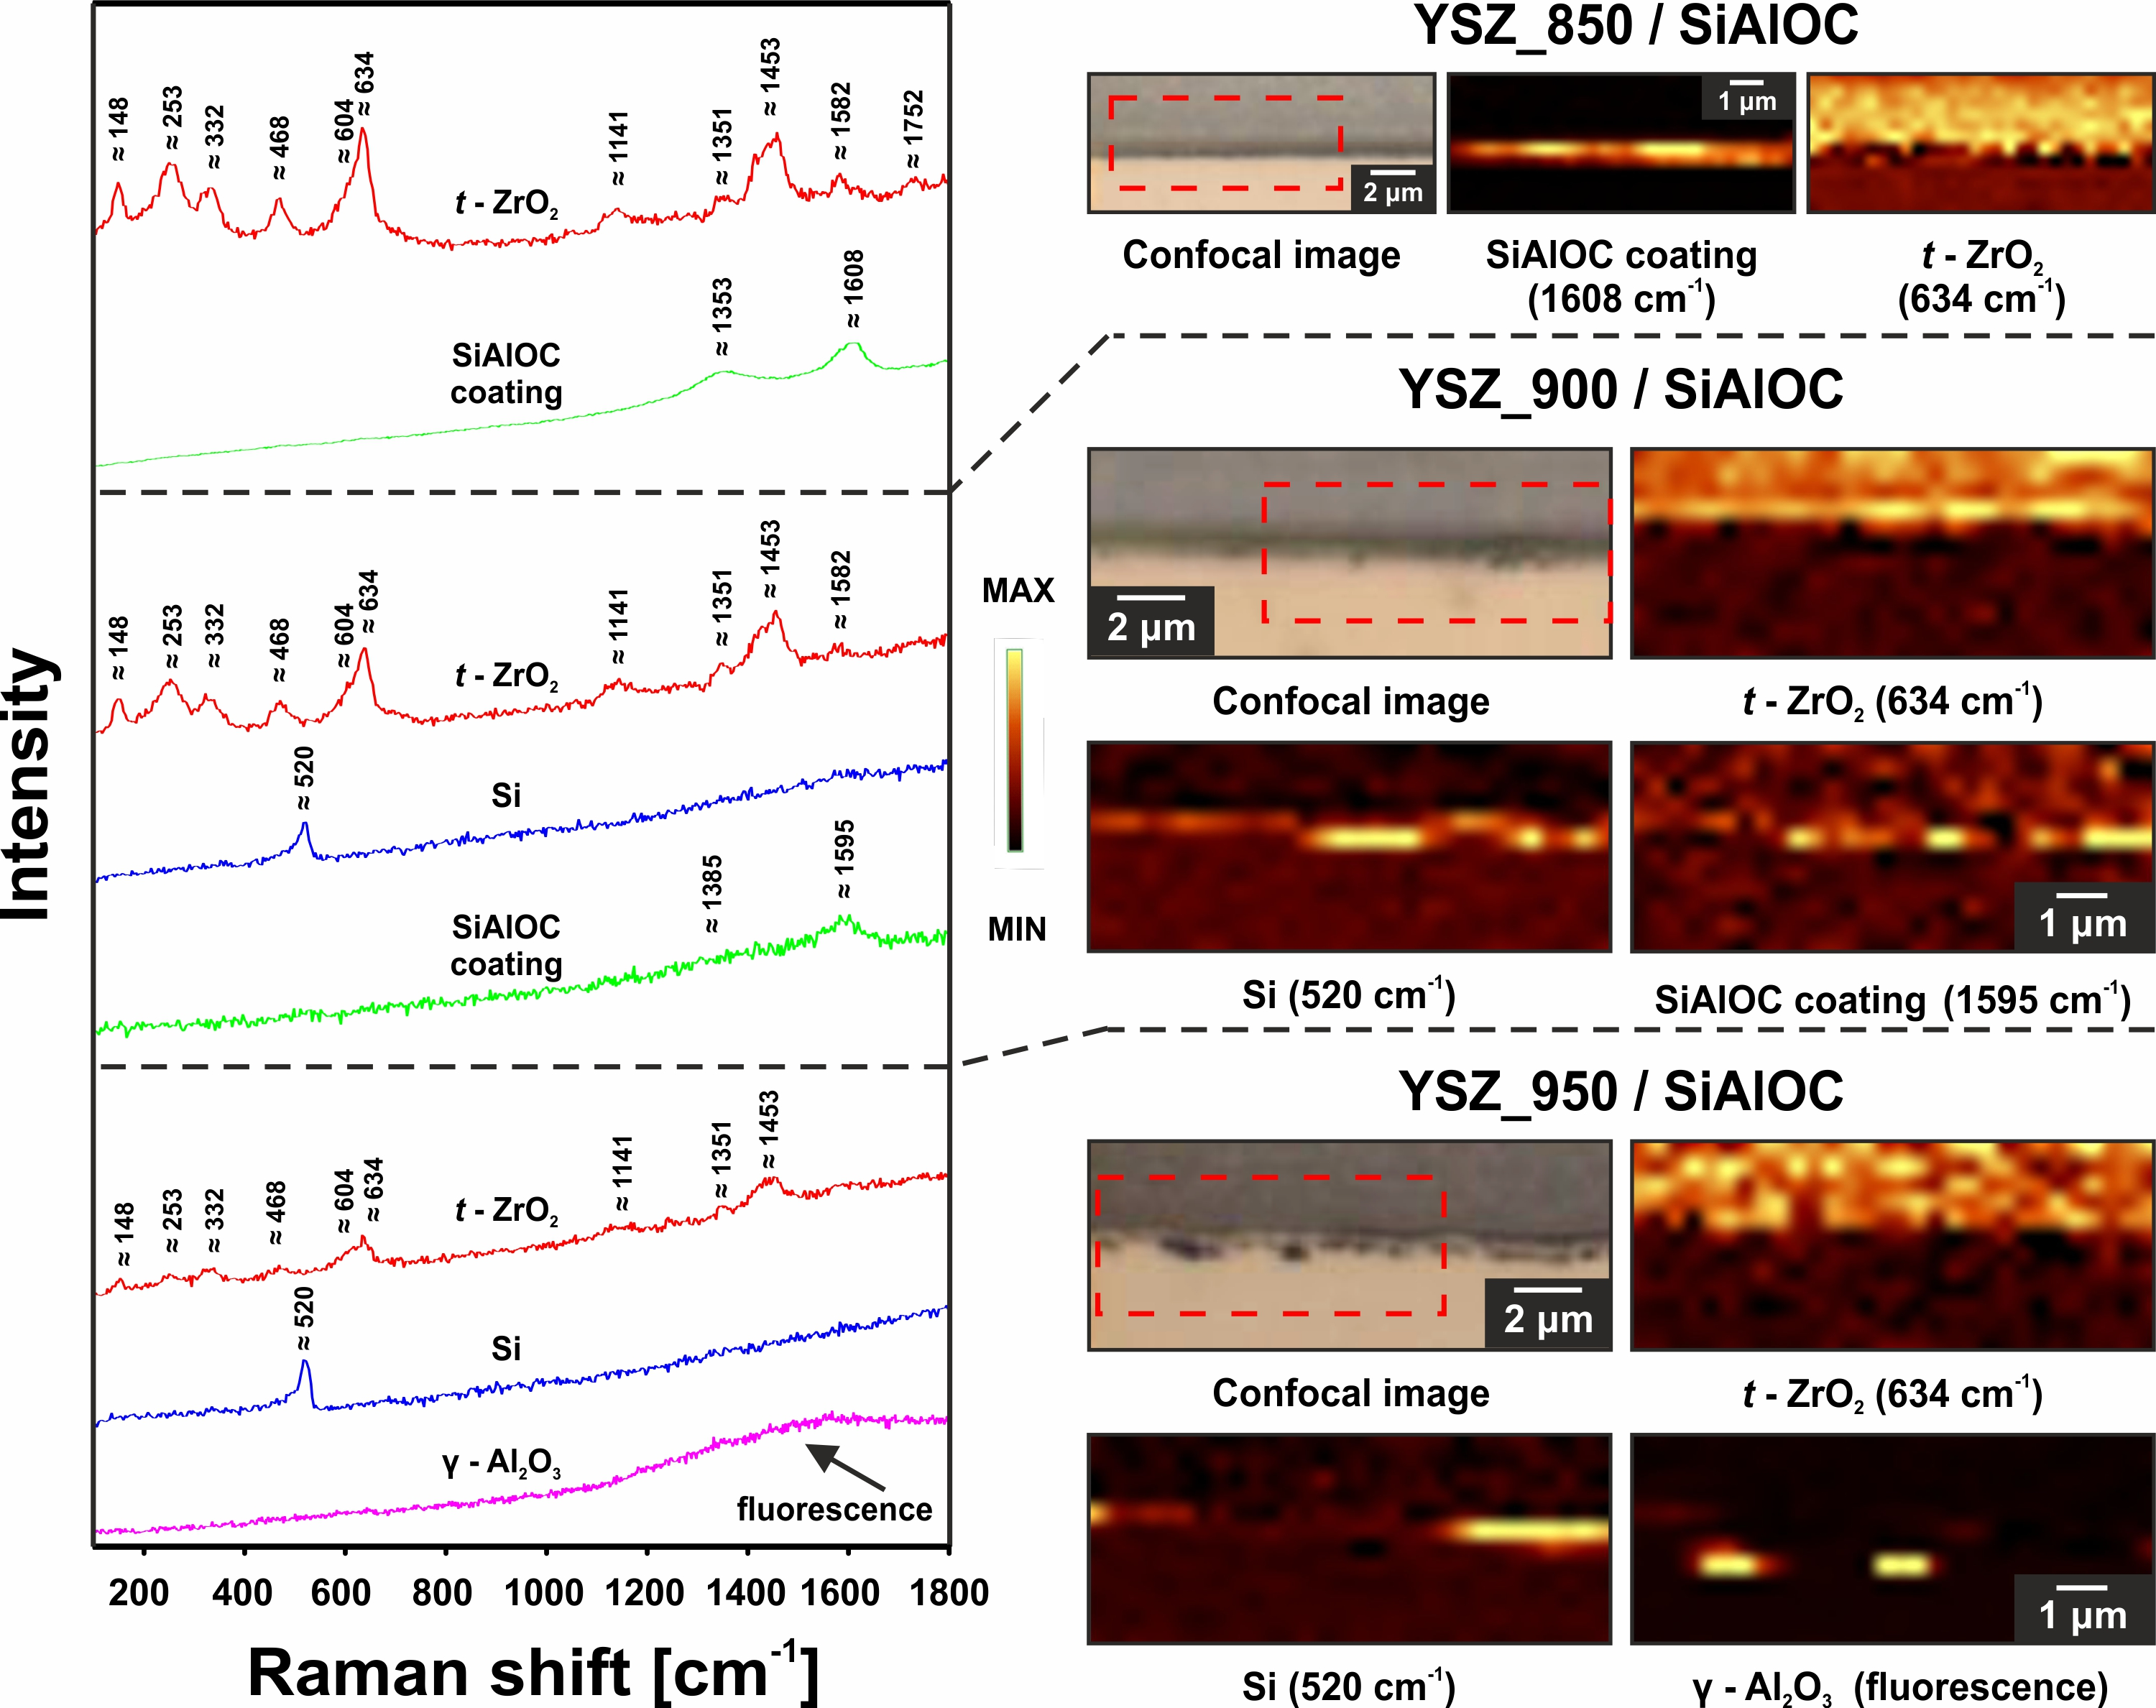 Intensity
≈ 148
≈ 253
≈ 332
≈ 468
≈ 604
≈ 634
≈ 1141
≈ 1351
≈ 1453
≈ 1582
≈ 1752
t - ZrO₂
≈ 1353
≈ 1608
SiAlOC
coating
≈ 148
≈ 253
≈ 332
≈ 468
≈ 604
≈ 634
≈ 1141
≈ 1351
≈ 1453
≈ 1582
t - ZrO₂
≈ 520
Si
≈ 1385
≈ 1595
SiAlOC
coating
≈ 148
≈ 253
≈ 332
≈ 468
≈ 604
≈ 634
≈ 1141
≈ 1351
≈ 1453
t - ZrO₂
≈ 520
Si
γ - Al₂O₃
fluorescence
200 400 600 800 1000 1200 1400 1600 1800
Raman shift [cm⁻¹]
MAX
MIN
YSZ_850 / SiAlOC
2 µm
1 µm
Confocal image
SiAlOC coating
(1608 cm⁻¹)
t - ZrO₂
(634 cm⁻¹)
YSZ_900 / SiAlOC
2 µm
Confocal image
t - ZrO₂ (634 cm⁻¹)
1 µm
Si (520 cm⁻¹)
SiAlOC coating (1595 cm⁻¹)
YSZ_950 / SiAlOC
2 µm
Confocal image
t - ZrO₂ (634 cm⁻¹)
1 µm
Si (520 cm⁻¹)
γ - Al₂O₃ (fluorescence)